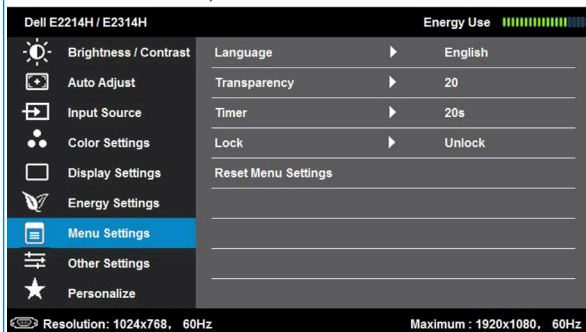 Dell E2214H / E2314H Energy Use
Brightness / Contrast Language English
Auto Adjust Transparency 20
Input Source Timer 20s
Color Settings Lock Unlock
Display Settings Reset Menu Settings
Energy Settings
Menu Settings
Other Settings
Personalize
Resolution: 1024x768, 60Hz Maximum : 1920x1080, 60Hz